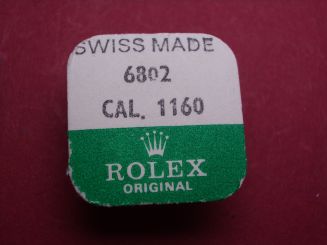 SWISS MADE
6802
CAL. 1160
ROLEX
ORIGINAL